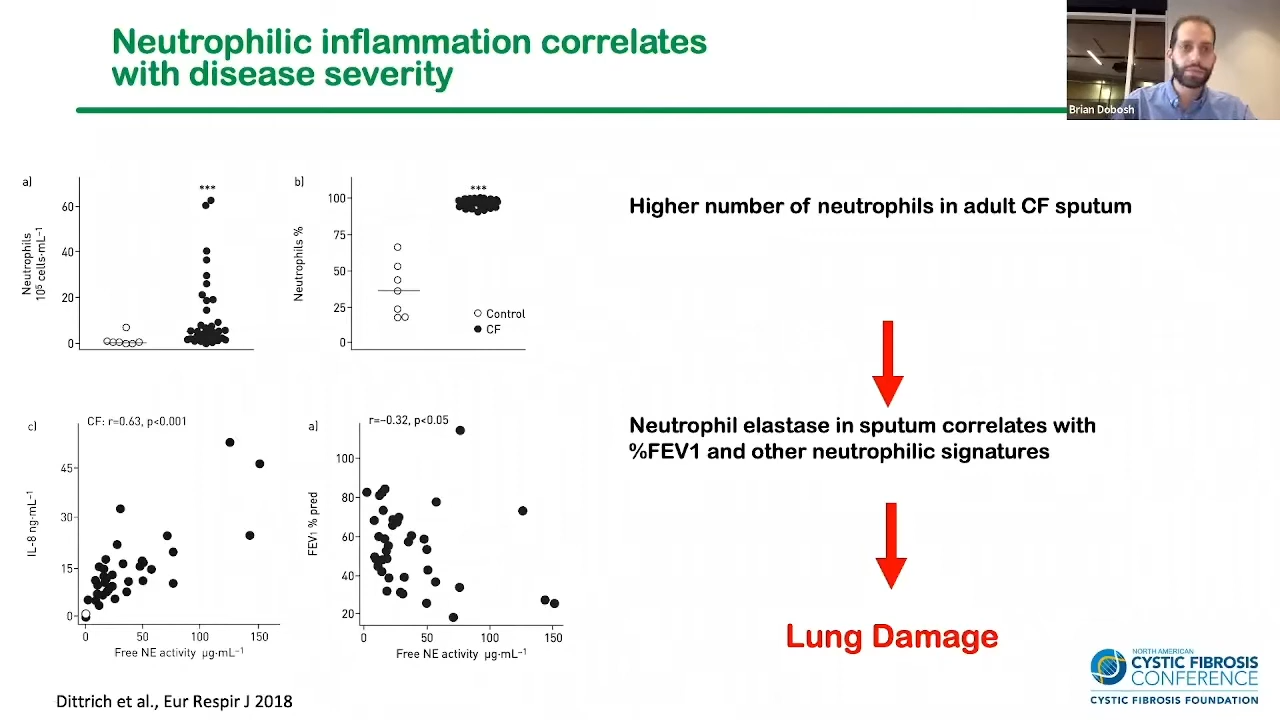 Neutrophilic inflammation correlates
with disease severity
Brian Dobosh
a)
***
60
40
20
0
Neutrophils
10⁵ cells·mL⁻¹
b)
***
100
75
50
25
0
Neutrophils %
Control
CF
Higher number of neutrophils in adult CF sputum
c)
CF: r=0.63, p<0.001
45
30
15
0
IL-8 ng·mL⁻¹
0 50 100 150
Free NE activity µg·mL⁻¹
a)
r=–0.32, p<0.05
100
80
60
40
20
FEV1 % pred
0 50 100 150
Free NE activity µg·mL⁻¹
Neutrophil elastase in sputum correlates with
%FEV1 and other neutrophilic signatures
Lung Damage
Dittrich et al., Eur Respir J 2018
NORTH AMERICAN
CYSTIC FIBROSIS
CONFERENCE
CYSTIC FIBROSIS FOUNDATION